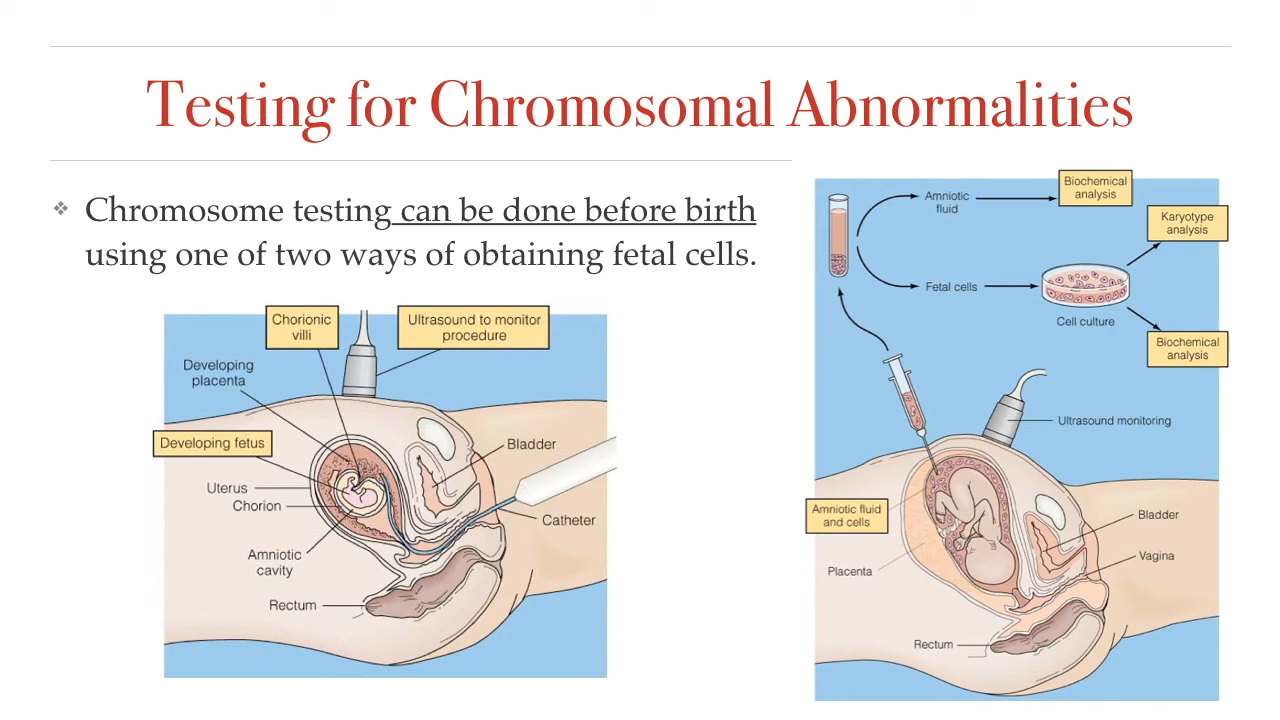 Testing for Chromosomal Abnormalities
❖ Chromosome testing can be done before birth
using one of two ways of obtaining fetal cells.
Chorionic
villi
Ultrasound to monitor
procedure
Developing
placenta
Developing fetus
Bladder
Uterus
Chorion
Catheter
Amniotic
cavity
Rectum
Amniotic
fluid
Biochemical
analysis
Karyotype
analysis
Fetal cells
Cell culture
Biochemical
analysis
Ultrasound monitoring
Amniotic fluid
and cells
Bladder
Vagina
Placenta
Rectum